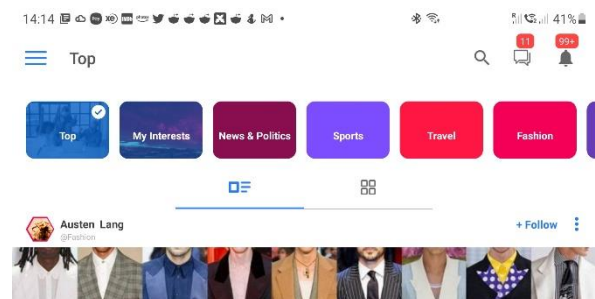 14:14 41%
11 99+
Top
Top My Interests News & Politics Sports Travel Fashion
Austen Lang + Follow
@Fashion